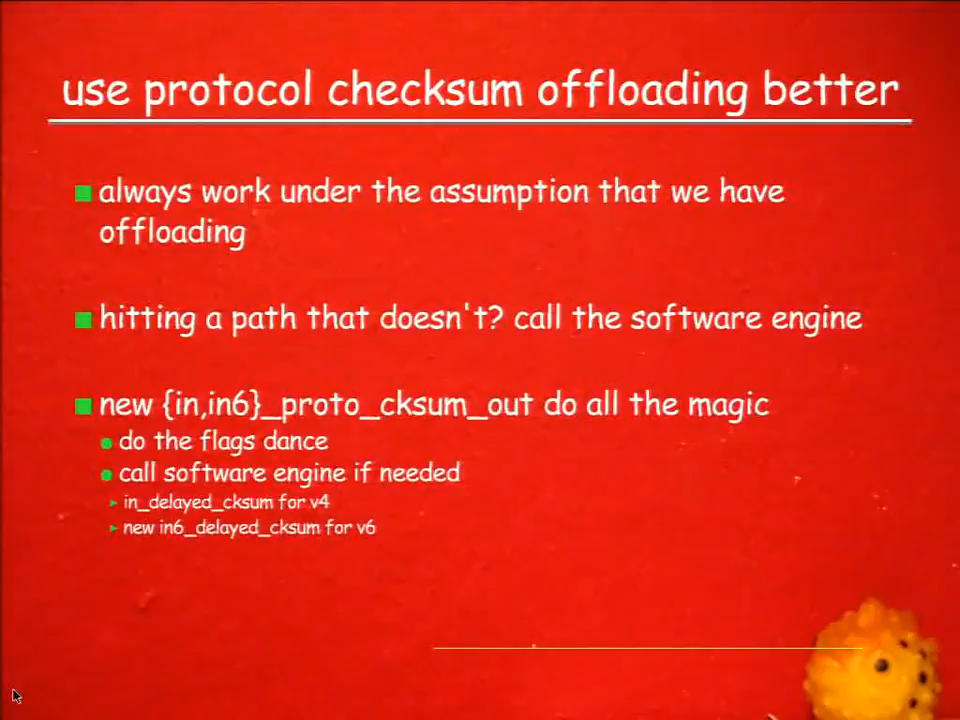 use protocol checksum offloading better
always work under the assumption that we have
offloading
hitting a path that doesn't? call the software engine
new {in,in6}_proto_cksum_out do all the magic
do the flags dance
call software engine if needed
in_delayed_cksum for v4
new in6_delayed_cksum for v6